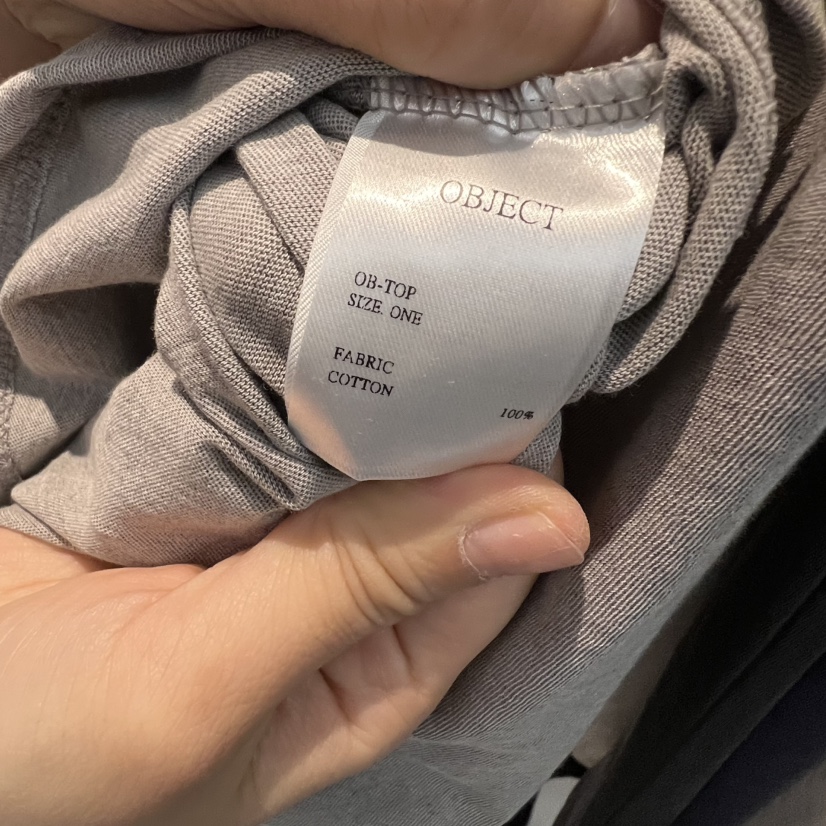 OBJECT
OB-TOP
SIZE. ONE
FABRIC
COTTON
100%